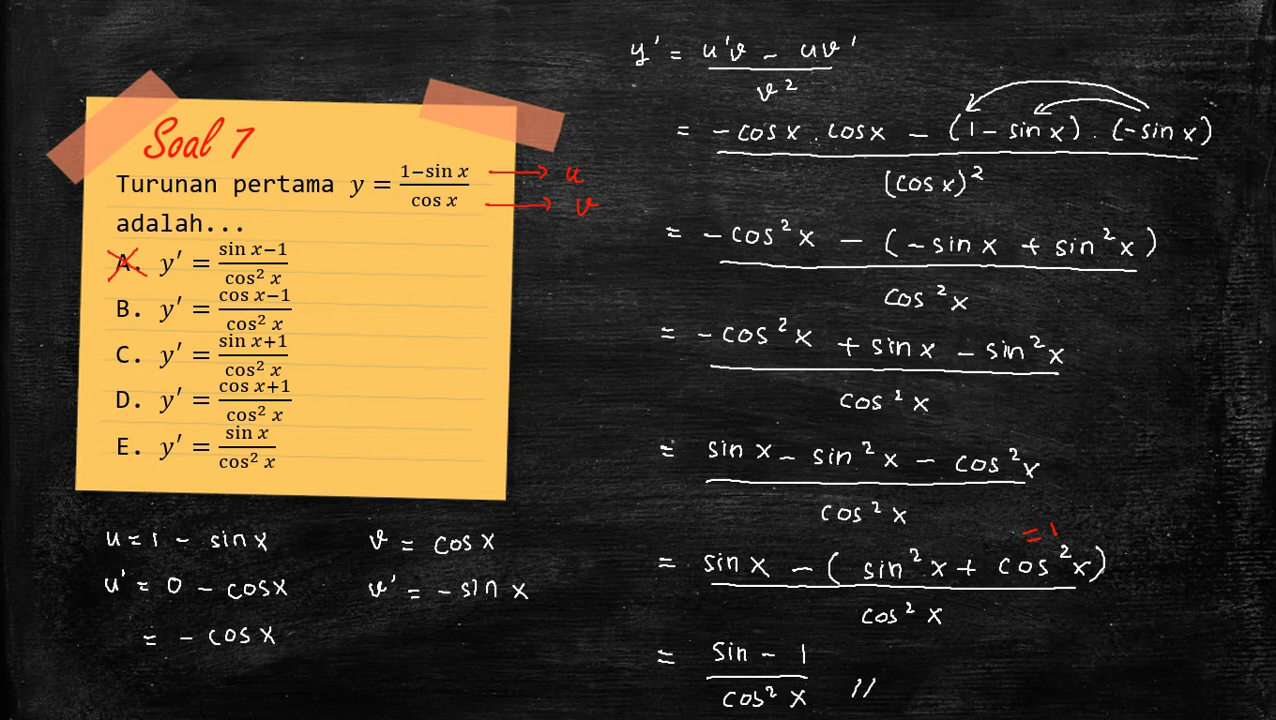 Soal 7
Turunan pertama y = (1−sin x)/(cos x) → u → v
adalah...
A. y′ = (sin x−1)/(cos² x)
B. y′ = (cos x−1)/(cos² x)
C. y′ = (sin x+1)/(cos² x)
D. y′ = (cos x+1)/(cos² x)
E. y′ = (sin x)/(cos² x)
u = 1 - sin x
u' = 0 - cos x
= - cos x
v = cos x
v' = - sin x
y' = (u'v - uv')/(v²)
= (- cos x . cos x - (1 - sin x) . (- sin x))/((cos x)²)
= (- cos² x - (- sin x + sin² x))/(cos² x)
= (- cos² x + sin x - sin² x)/(cos² x)
= (sin x - sin² x - cos² x)/(cos² x)
= 1
= (sin x - (sin² x + cos² x))/(cos² x)
= (sin - 1)/(cos² x) //